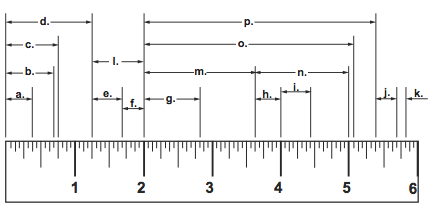 d. p.
c. o.
l.
b. m. n.
i.
a. e. g. h. j. k.
f.
1 2 3 4 5 6